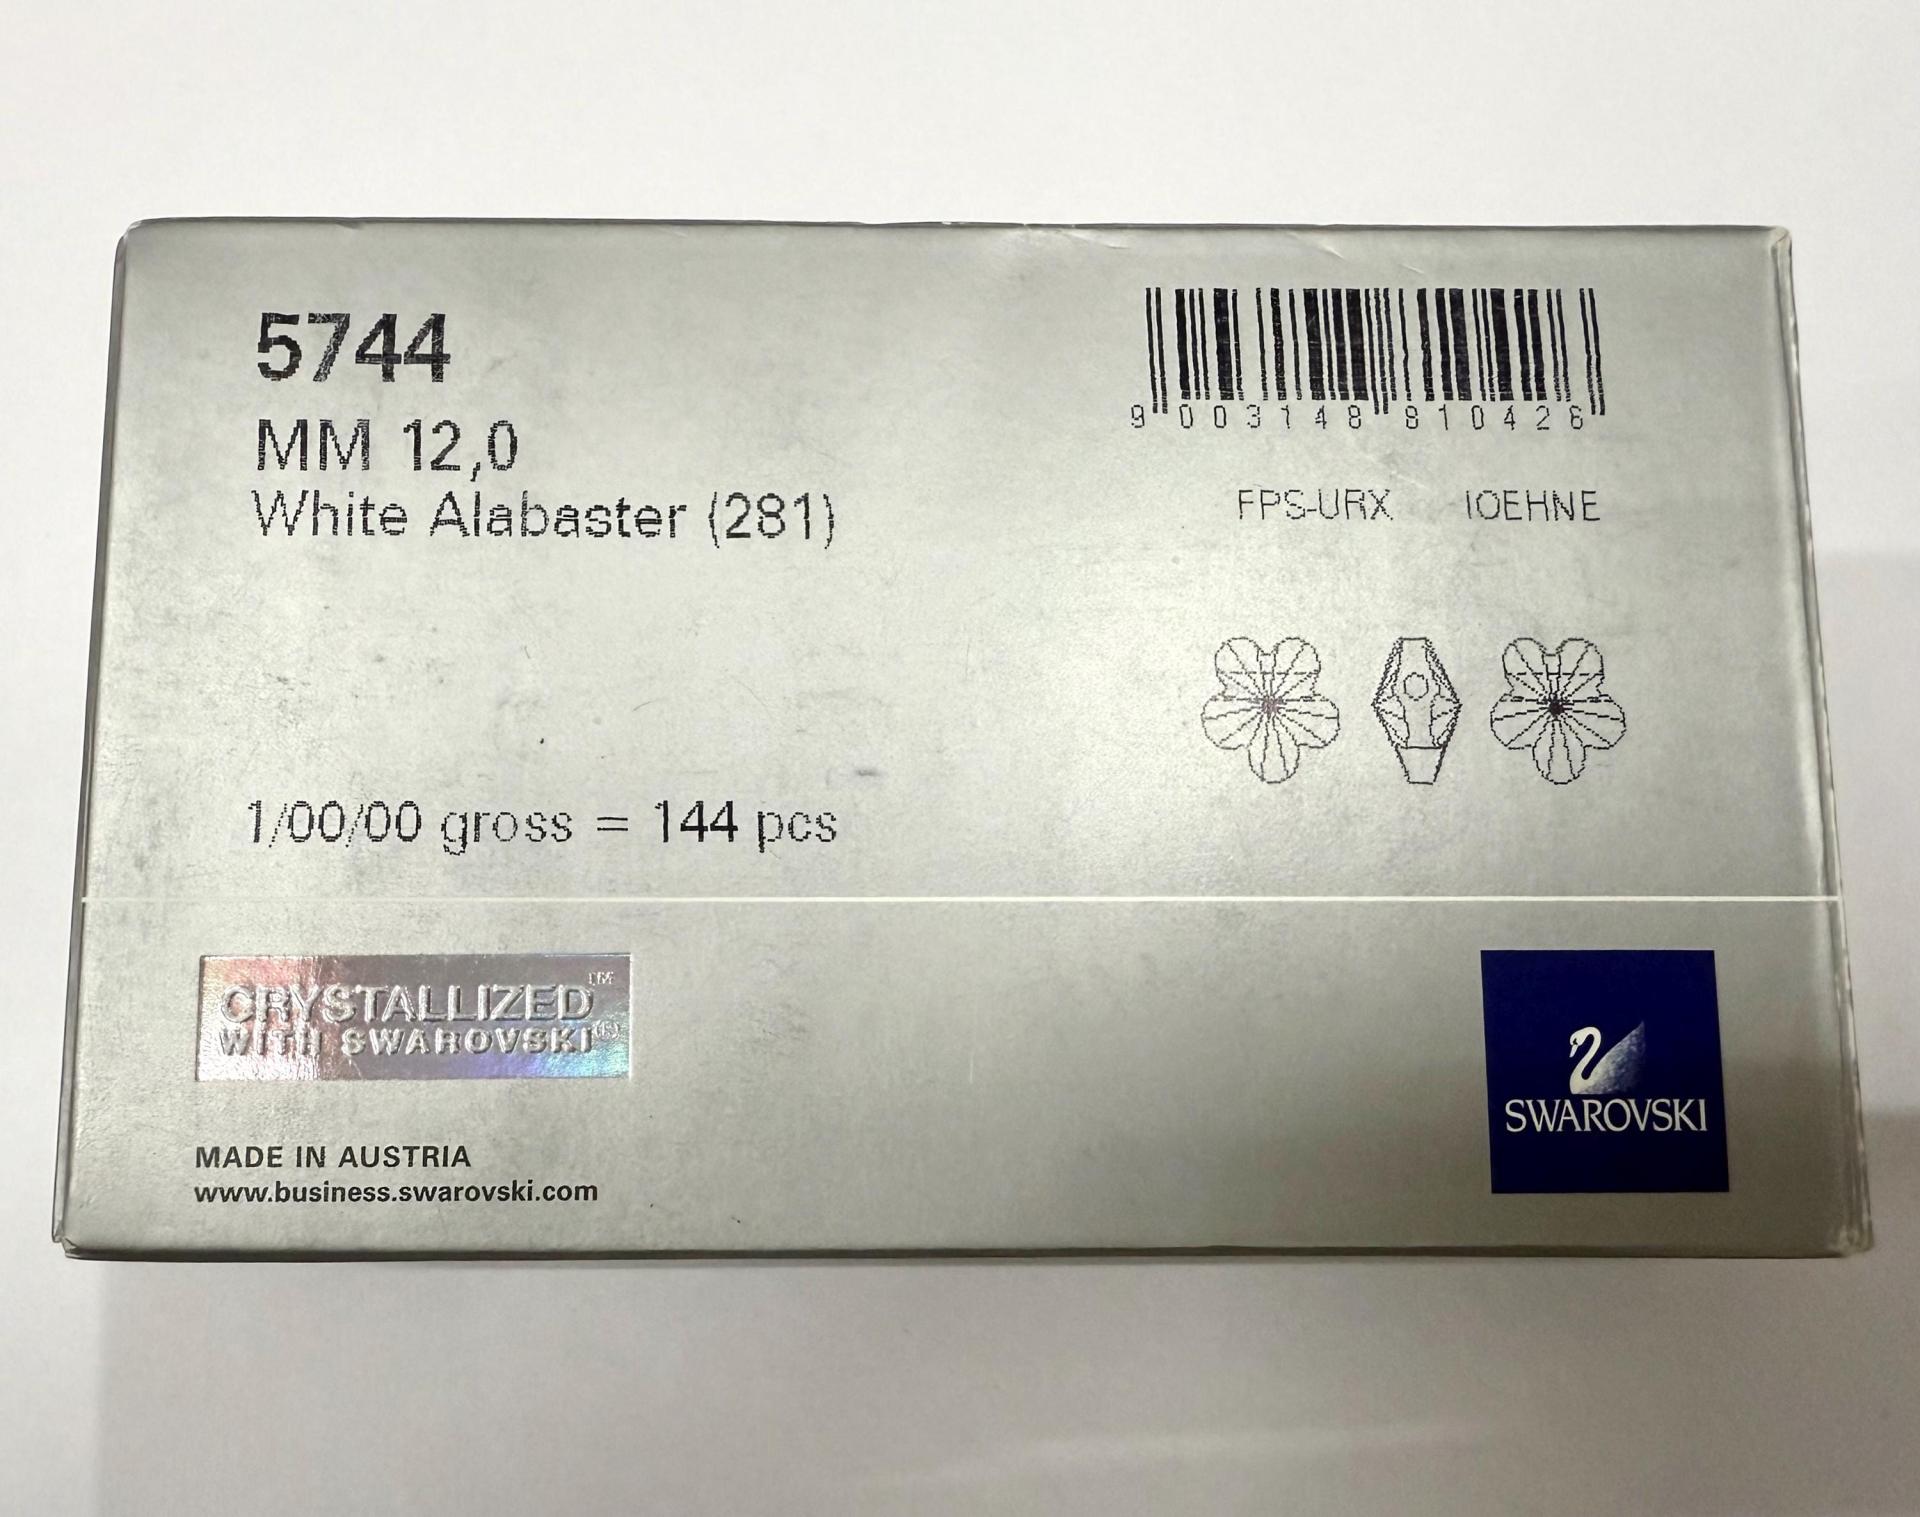 5744
MM 12,0
White Alabaster (281)
9 003148 810426
FPS-URX IOEHNE
1/00/00 gross = 144 pcs
CRYSTALLIZED™
WITH SWAROVSKI®
MADE IN AUSTRIA
www.business.swarovski.com
SWAROVSKI